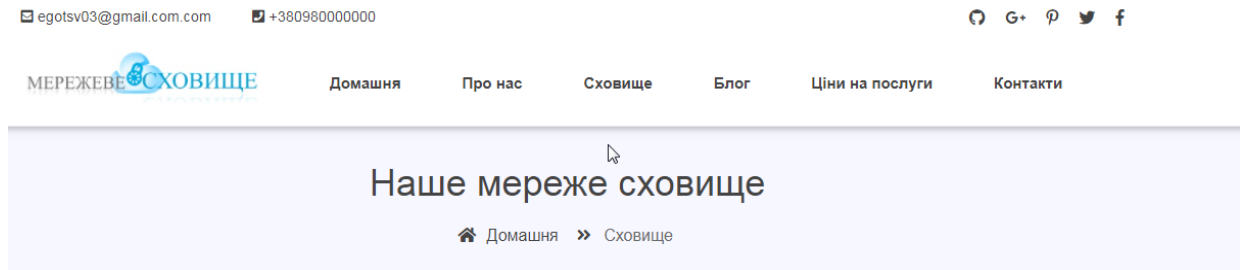 egotsv03@gmail.com.com +380980000000 G+
МЕРЕЖЕВЕ СХОВИЩЕ Домашня Про нас Сховище Блог Ціни на послуги Контакти
Наше мереже сховище
Домашня » Сховище